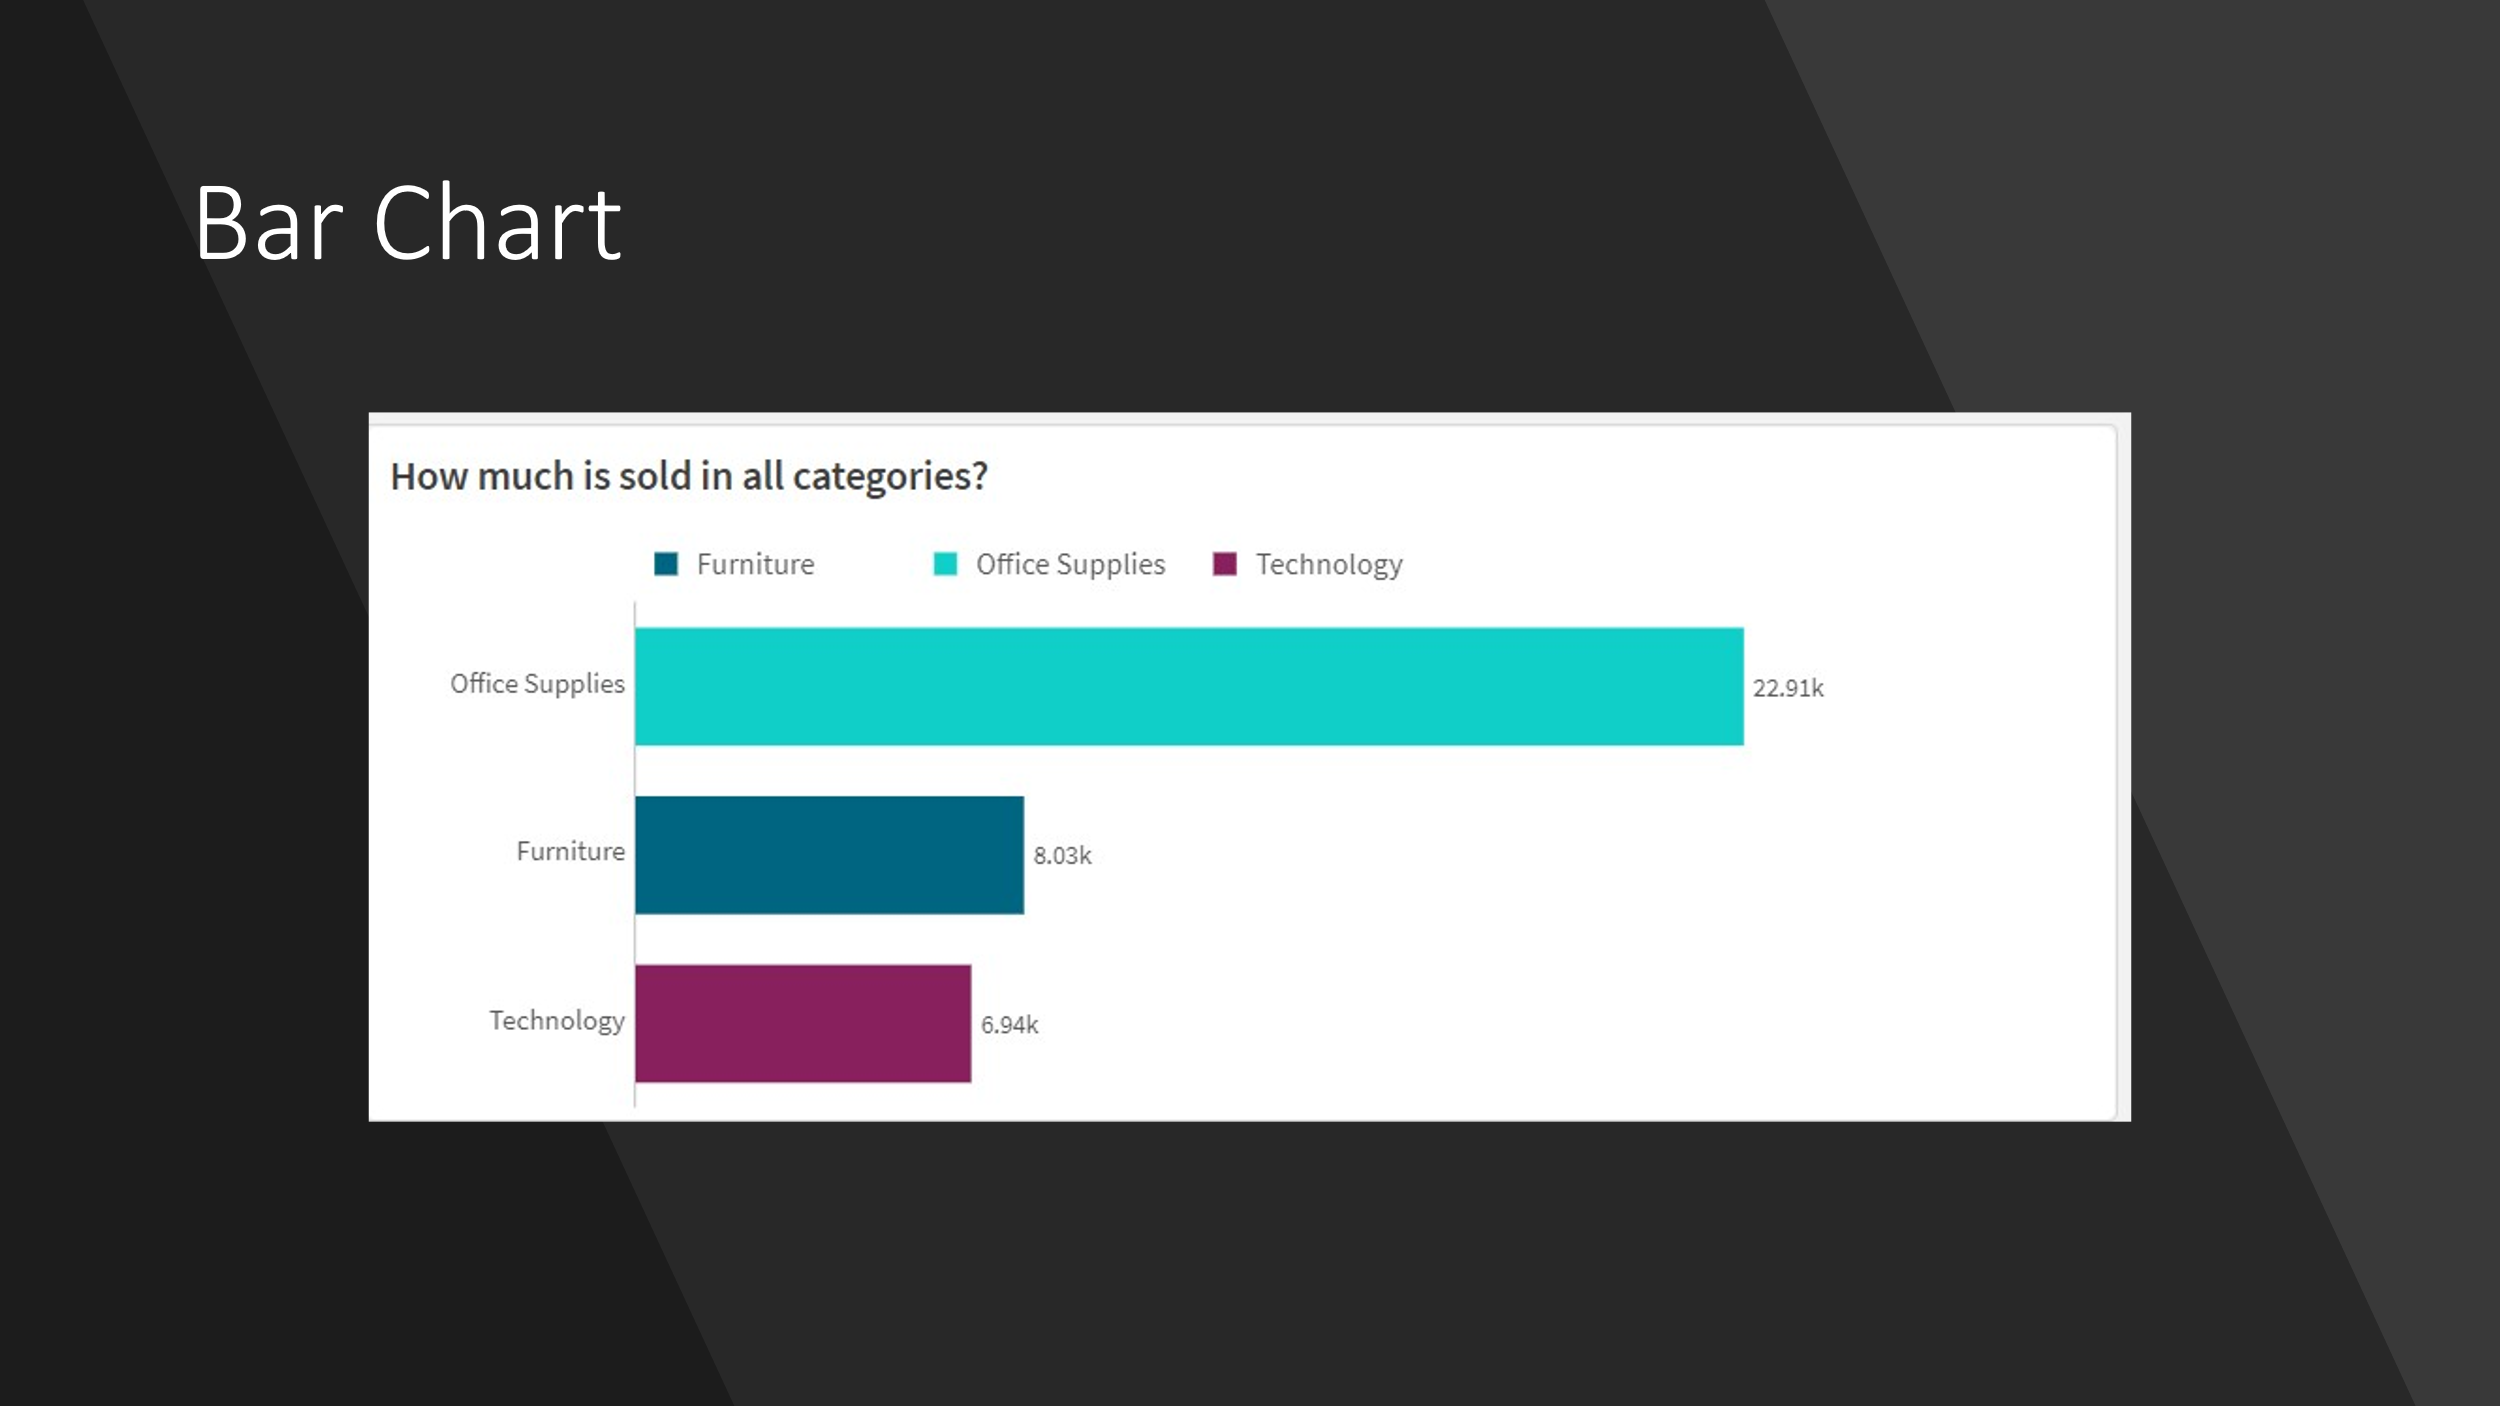 Bar Chart
How much is sold in all categories?
Furniture Office Supplies Technology
Office Supplies 22.91k
Furniture 8.03k
Technology 6.94k